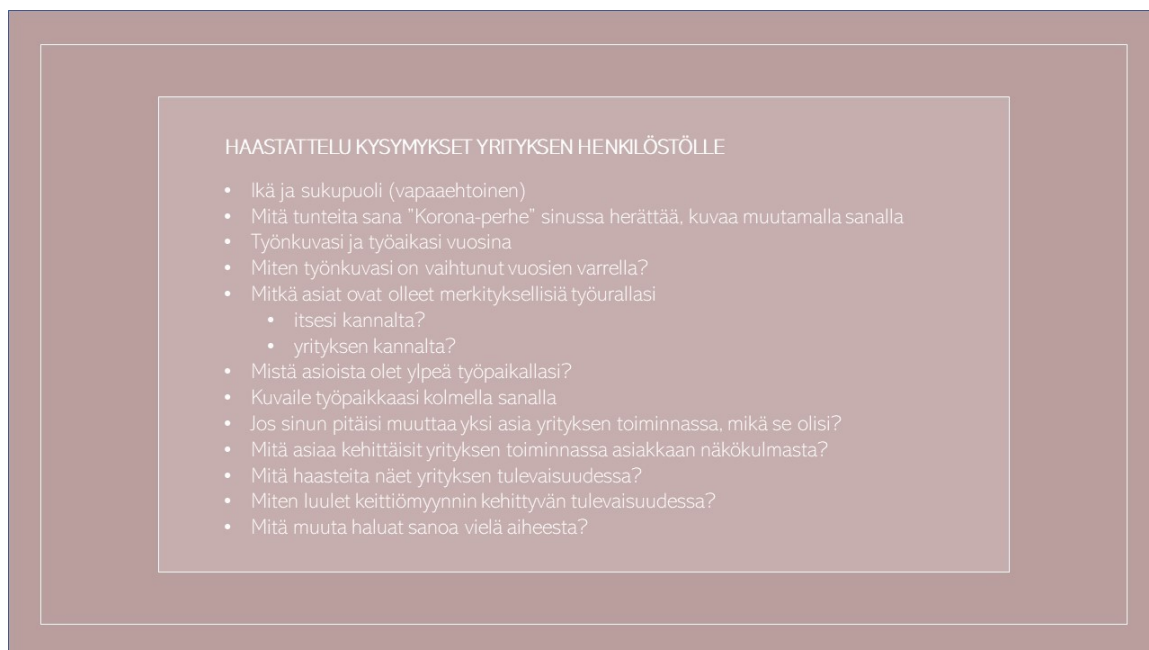 HAASTATTELU KYSYMYKSET YRITYKSEN HENKILÖSTÖLLE
• Ikä ja sukupuoli (vapaaehtoinen)
• Mitä tunteita sana "Korona-perhe" sinussa herättää, kuvaa muutamalla sanalla
• Työnkuvasi ja työaikasi vuosina
• Miten työnkuvasi on vaihtunut vuosien varrella?
• Mitkä asiat ovat olleet merkityksellisiä työurallasi
• itsesi kannalta?
• yrityksen kannalta?
• Mistä asioista olet ylpeä työpaikallasi?
• Kuvaile työpaikkaasi kolmella sanalla
• Jos sinun pitäisi muuttaa yksi asia yrityksen toiminnassa, mikä se olisi?
• Mitä asiaa kehittäisit yrityksen toiminnassa asiakkaan näkökulmasta?
• Mitä haasteita näet yrityksen tulevaisuudessa?
• Miten luulet keittiömyynnin kehittyvän tulevaisuudessa?
• Mitä muuta haluat sanoa vielä aiheesta?